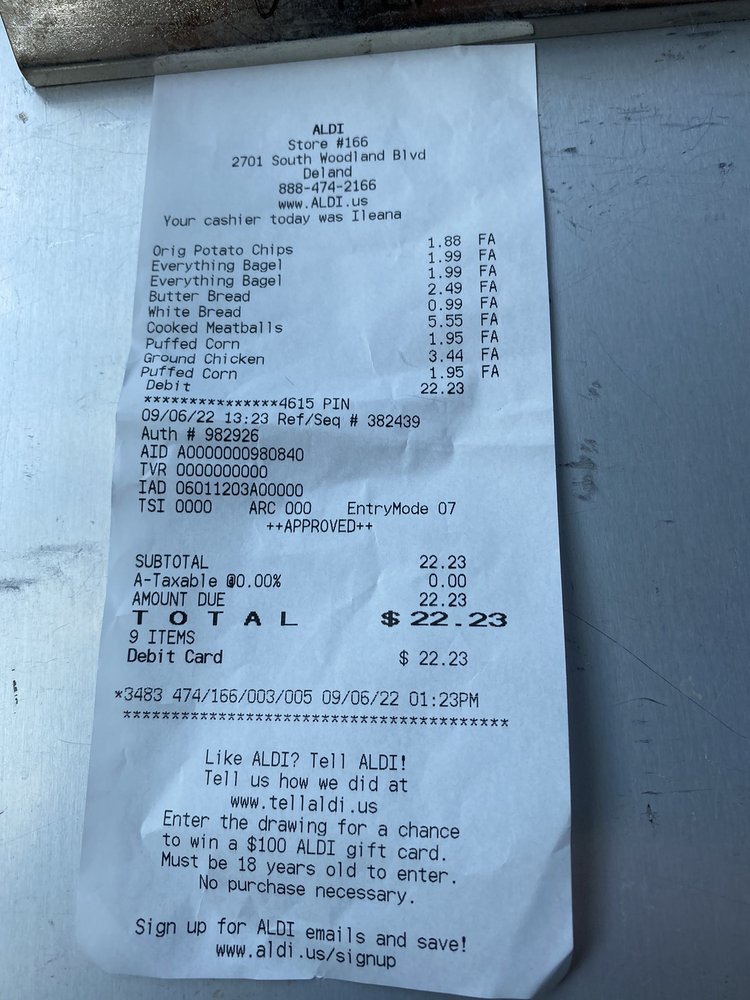 ALDI
Store #166
2701 South Woodland Blvd
Deland
888-474-2166
www.ALDI.us
Your cashier today was Ileana
Orig Potato Chips 1.88 FA
Everything Bagel 1.99 FA
Everything Bagel 1.99 FA
Butter Bread 2.49 FA
White Bread 0.99 FA
Cooked Meatballs 5.55 FA
Puffed Corn 1.95 FA
Ground Chicken 3.44 FA
Puffed Corn 1.95 FA
Debit 22.23
***************4615 PIN
09/06/22 13:23 Ref/Seq # 382439
Auth # 982926
AID A0000000980840
TVR 0000000000
IAD 06011203A00000
TSI 0000 ARC 000 EntryMode 07
++APPROVED++
SUBTOTAL 22.23
A-Taxable @0.00% 0.00
AMOUNT DUE 22.23
TOTAL $22.23
9 ITEMS
Debit Card $ 22.23
*3483 474/166/003/005 09/06/22 01:23PM
****************************************
Like ALDI? Tell ALDI!
Tell us how we did at
www.tellaldi.us
Enter the drawing for a chance
to win a $100 ALDI gift card.
Must be 18 years old to enter.
No purchase necessary.
Sign up for ALDI emails and save!
www.aldi.us/signup